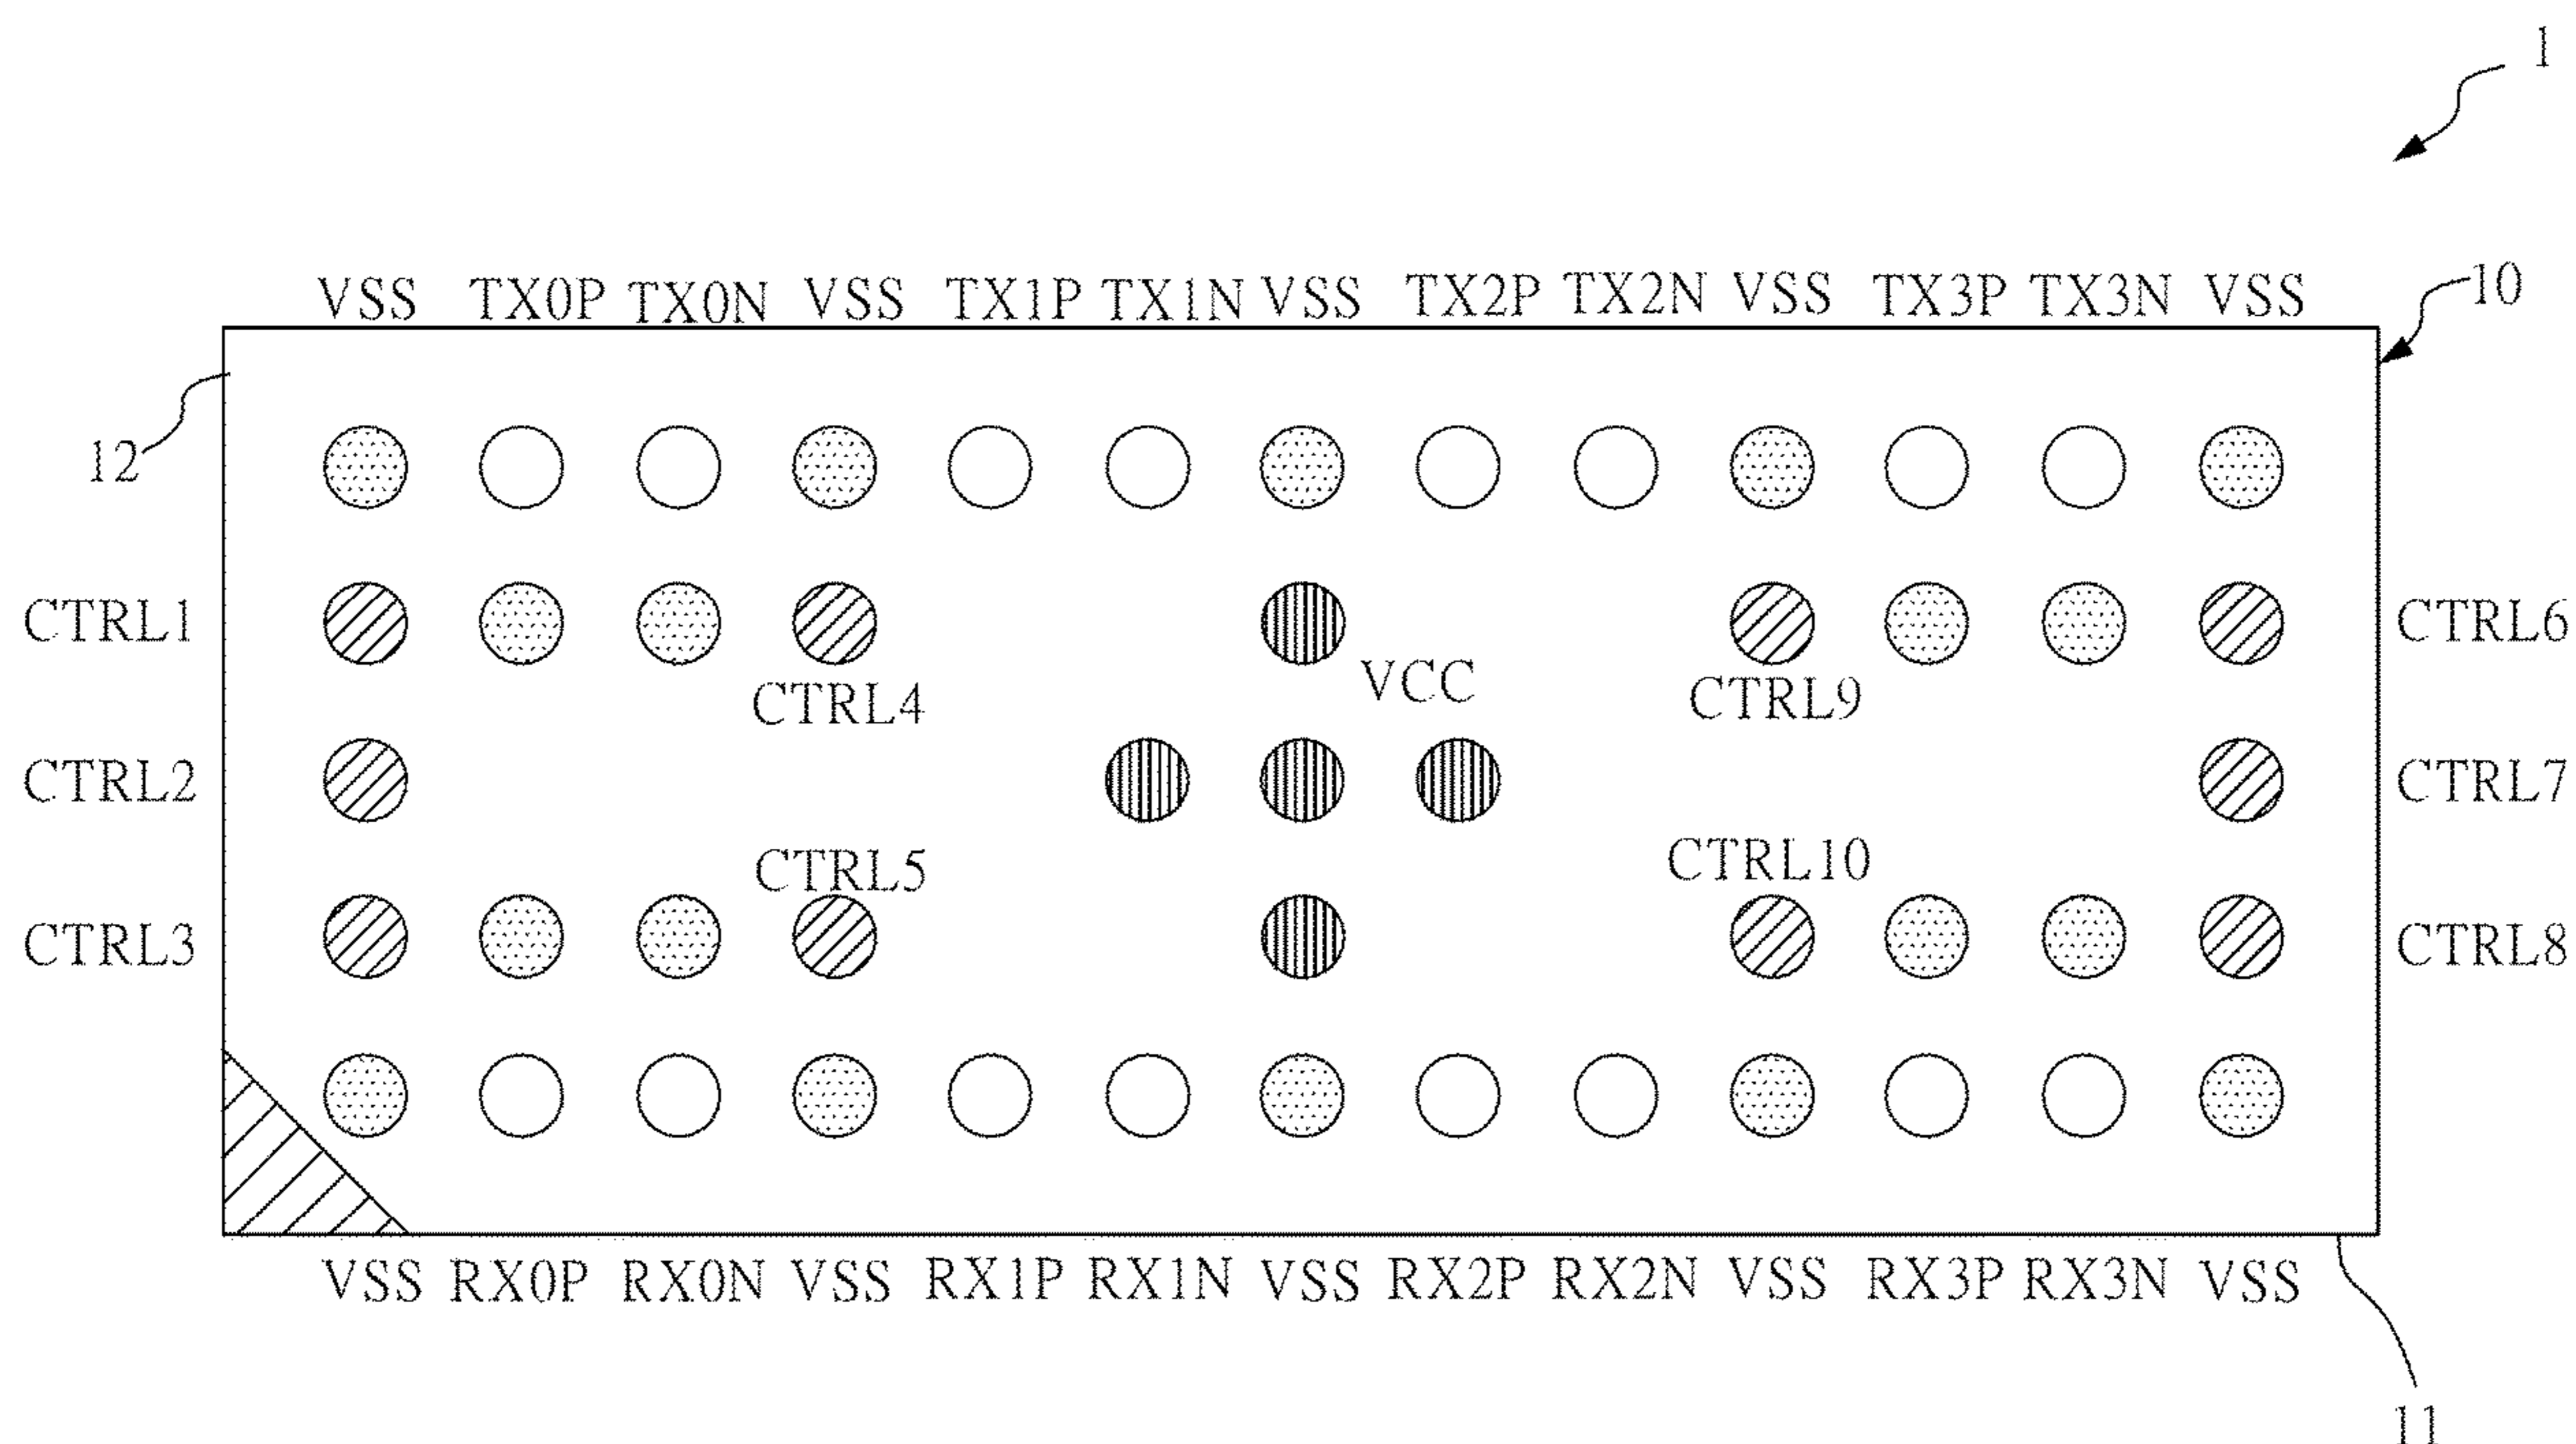 1
10
VSS TX0P TX0N VSS TX1P TX1N VSS TX2P TX2N VSS TX3P TX3N VSS
12
CTRL1 CTRL6
CTRL4 VCC CTRL9
CTRL2 CTRL7
CTRL5 CTRL10
CTRL3 CTRL8
VSS RX0P RX0N VSS RX1P RX1N VSS RX2P RX2N VSS RX3P RX3N VSS
11